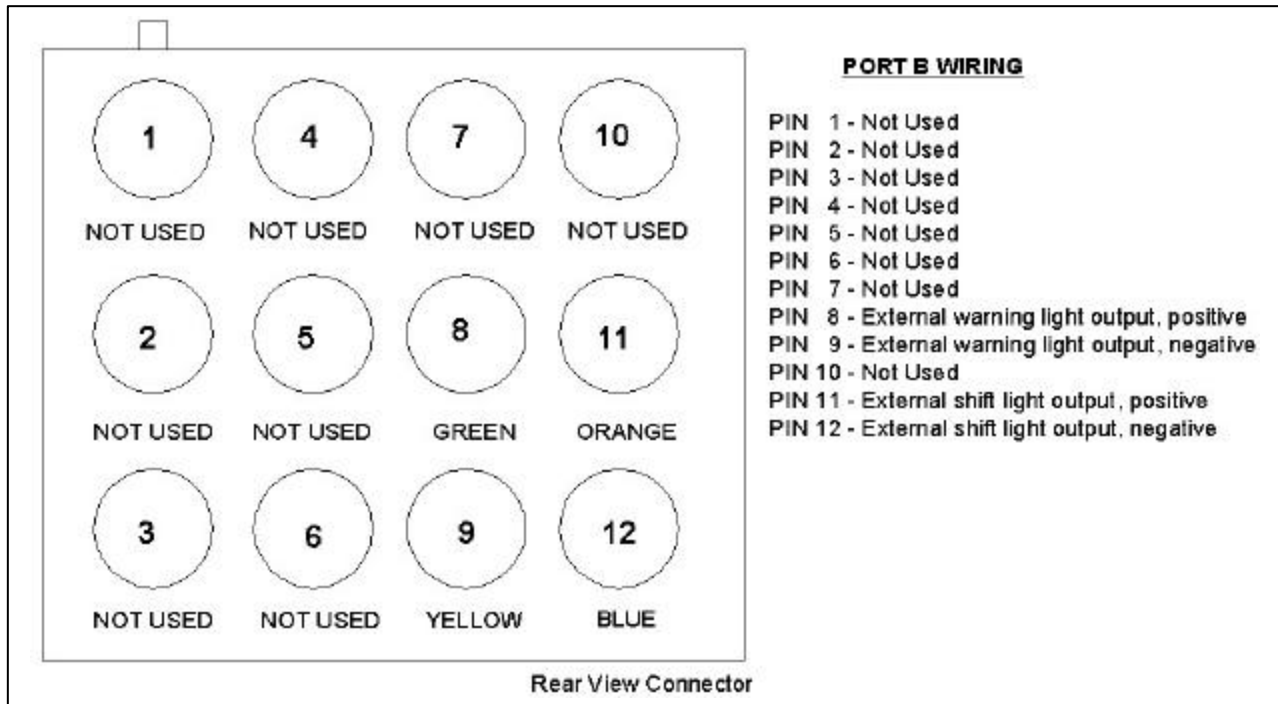 PORT B WIRING
1 4 7 10
NOT USED NOT USED NOT USED NOT USED
2 5 8 11
NOT USED NOT USED GREEN ORANGE
3 6 9 12
NOT USED NOT USED YELLOW BLUE
Rear View Connector
PIN 1 - Not Used
PIN 2 - Not Used
PIN 3 - Not Used
PIN 4 - Not Used
PIN 5 - Not Used
PIN 6 - Not Used
PIN 7 - Not Used
PIN 8 - External warning light output, positive
PIN 9 - External warning light output, negative
PIN 10 - Not Used
PIN 11 - External shift light output, positive
PIN 12 - External shift light output, negative